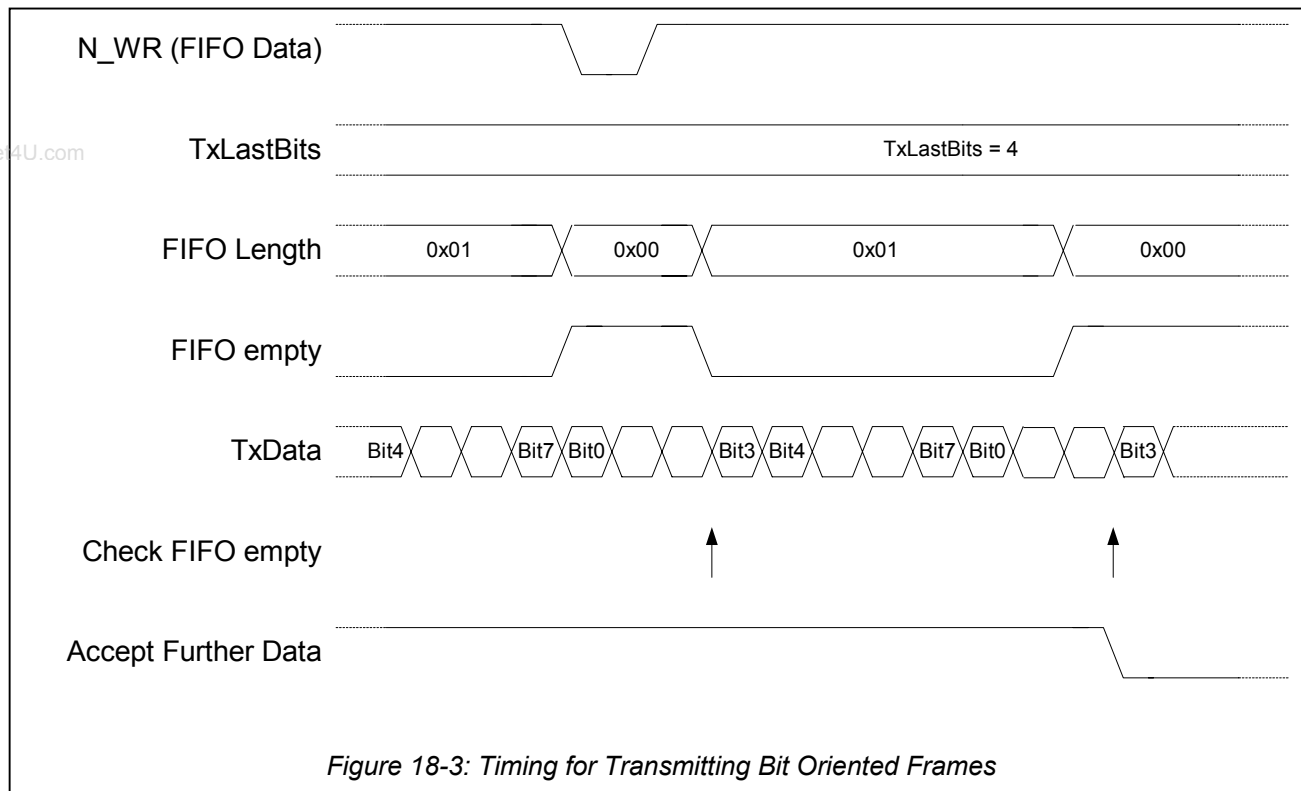 N_WR (FIFO Data)
et4U.com
TxLastBits
TxLastBits = 4
FIFO Length
0x01
0x00
0x01
0x00
FIFO empty
TxData
Bit4
Bit7
Bit0
Bit3
Bit4
Bit7
Bit0
Bit3
Check FIFO empty
Accept Further Data
Figure 18-3: Timing for Transmitting Bit Oriented Frames